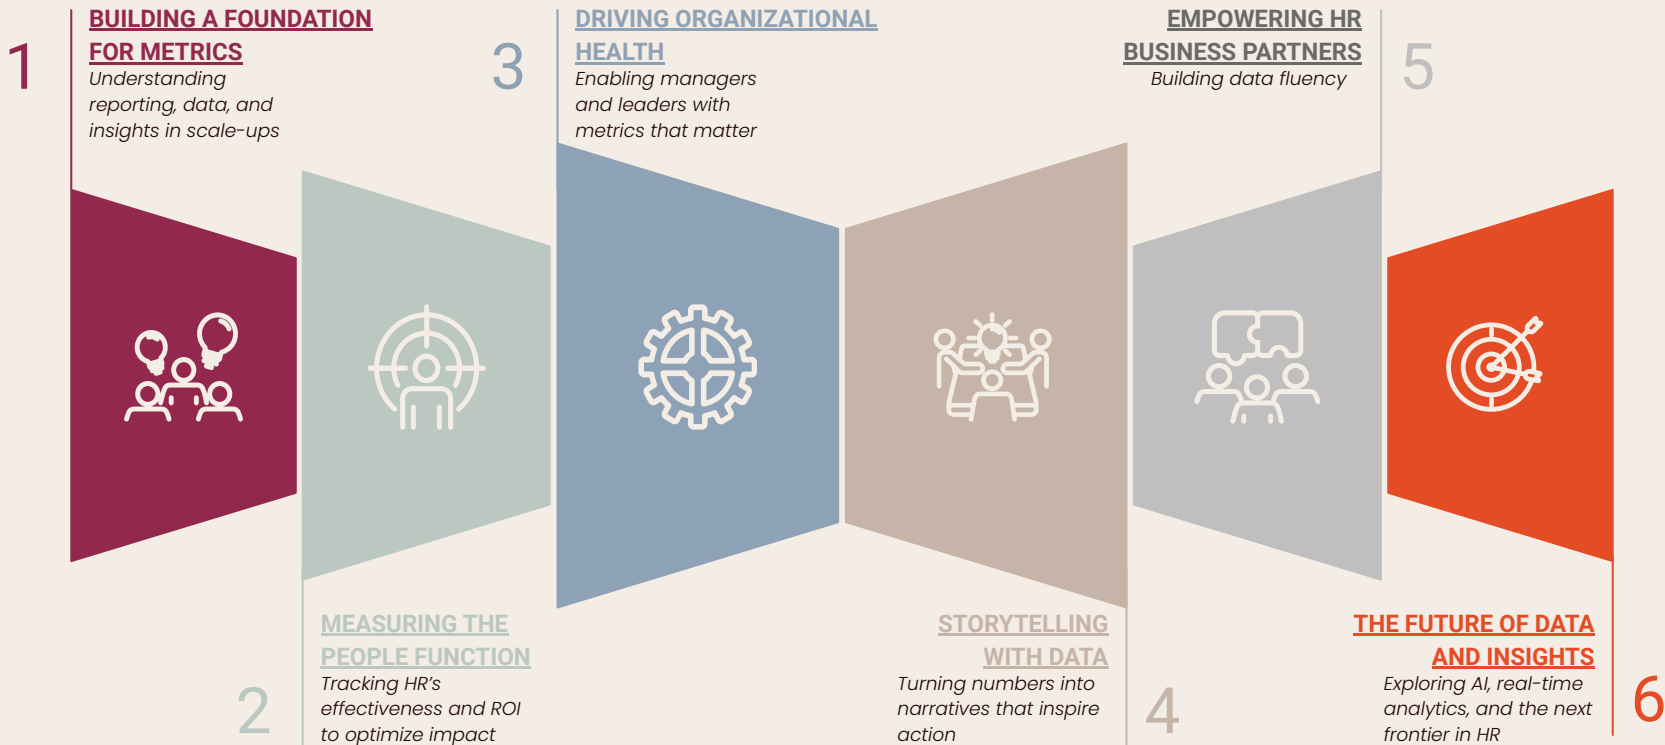 1
BUILDING A FOUNDATION
FOR METRICS
Understanding
reporting, data, and
insights in scale-ups
2
MEASURING THE
PEOPLE FUNCTION
Tracking HR’s
effectiveness and ROI
to optimize impact
3
DRIVING ORGANIZATIONAL
HEALTH
Enabling managers
and leaders with
metrics that matter
4
STORYTELLING
WITH DATA
Turning numbers into
narratives that inspire
action
5
EMPOWERING HR
BUSINESS PARTNERS
Building data fluency
6
THE FUTURE OF DATA
AND INSIGHTS
Exploring AI, real-time
analytics, and the next
frontier in HR